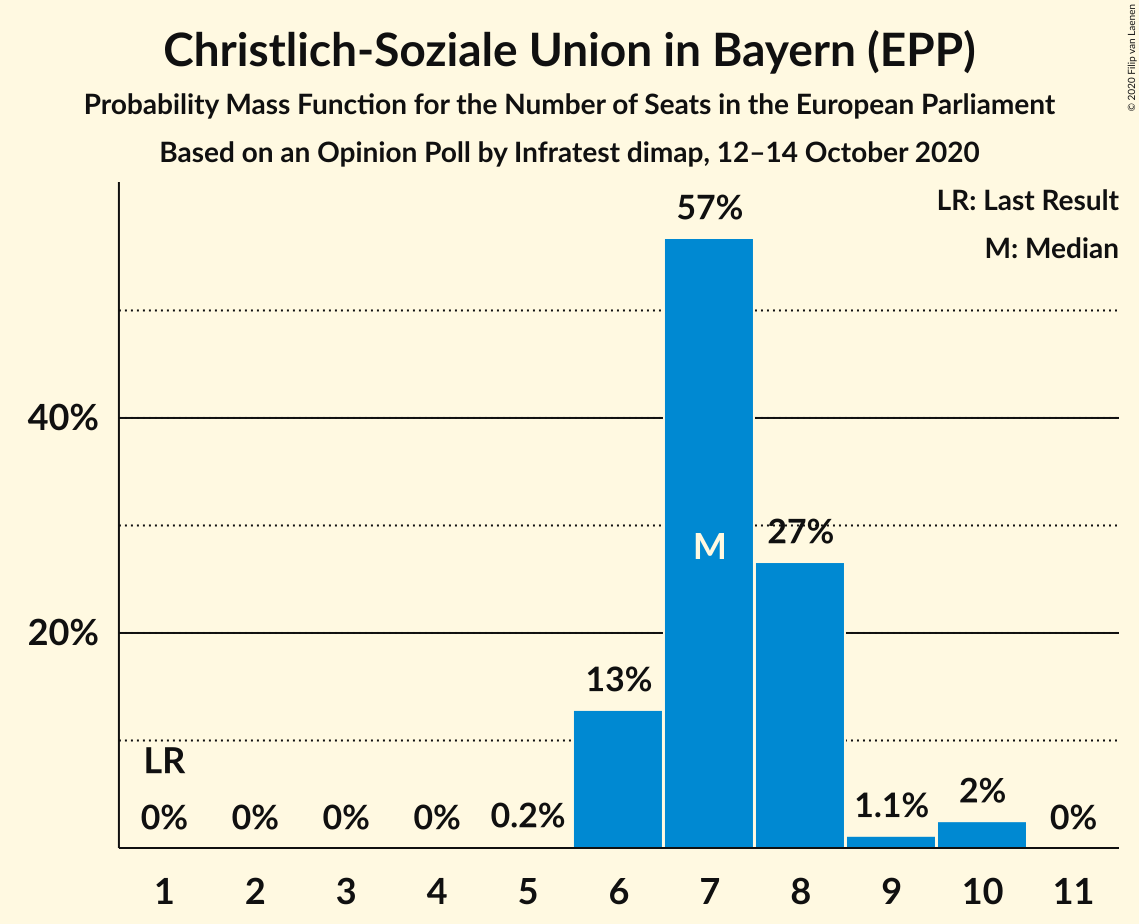 Christlich-Soziale Union in Bayern (EPP)
Probability Mass Function for the Number of Seats in the European Parliament
Based on an Opinion Poll by Infratest dimap, 12–14 October 2020
© 2020 Filip van Laenen
LR: Last Result
M: Median
57%
40%
27%
M
20%
13%
LR
0%
0%
0%
0%
0.2%
1.1%
2%
0%
1 2 3 4 5 6 7 8 9 10 11